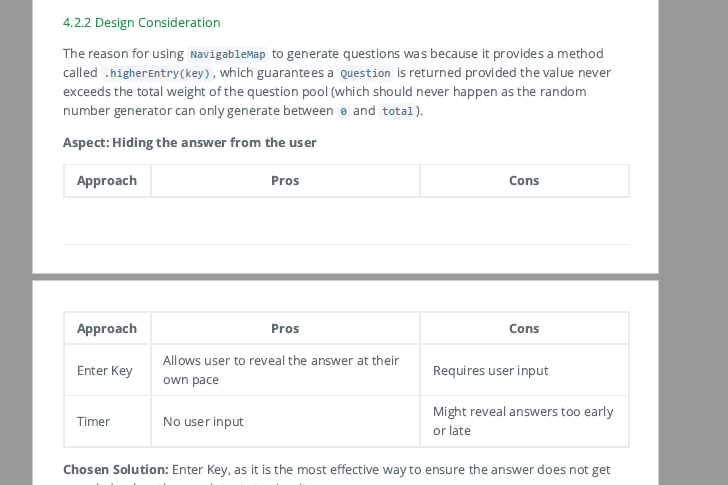 4.2.2 Design Consideration
The reason for using NavigableMap to generate questions was because it provides a method
called .higherEntry(key), which guarantees a Question is returned provided the value never
exceeds the total weight of the question pool (which should never happen as the random
number generator can only generate between 0 and total).
Aspect: Hiding the answer from the user
Approach Pros Cons
Approach Pros Cons
Enter Key Allows user to reveal the answer at their own pace Requires user input
Timer No user input Might reveal answers too early or late
Chosen Solution: Enter Key, as it is the most effective way to ensure the answer does not get